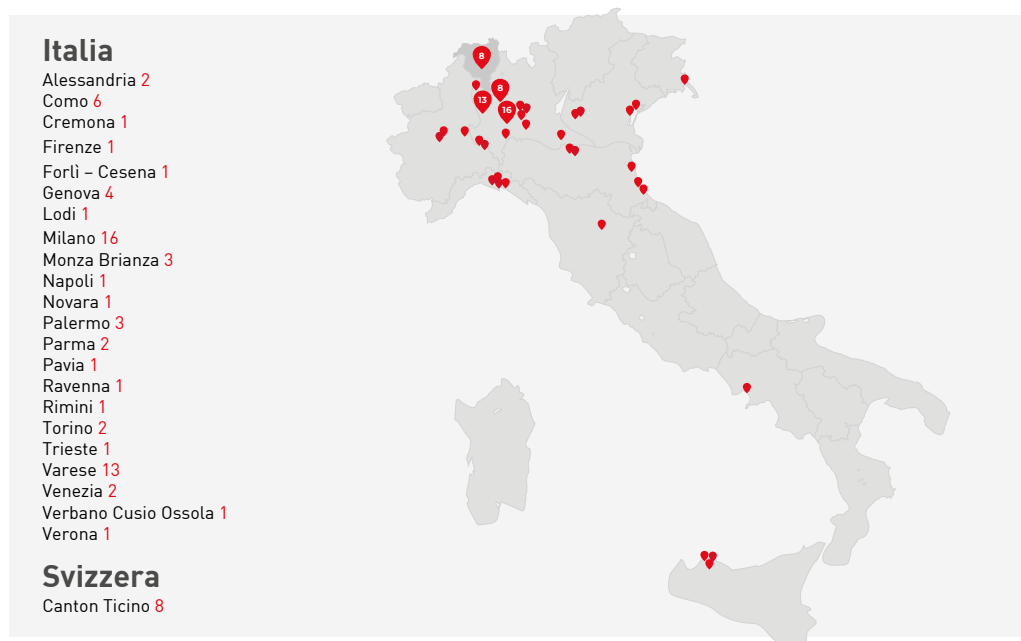 Italia
Alessandria 2
Como 6
Cremona 1
Firenze 1
Forlì – Cesena 1
Genova 4
Lodi 1
Milano 16
Monza Brianza 3
Napoli 1
Novara 1
Palermo 3
Parma 2
Pavia 1
Ravenna 1
Rimini 1
Torino 2
Trieste 1
Varese 13
Venezia 2
Verbano Cusio Ossola 1
Verona 1
Svizzera
Canton Ticino 8
8
8
13
16